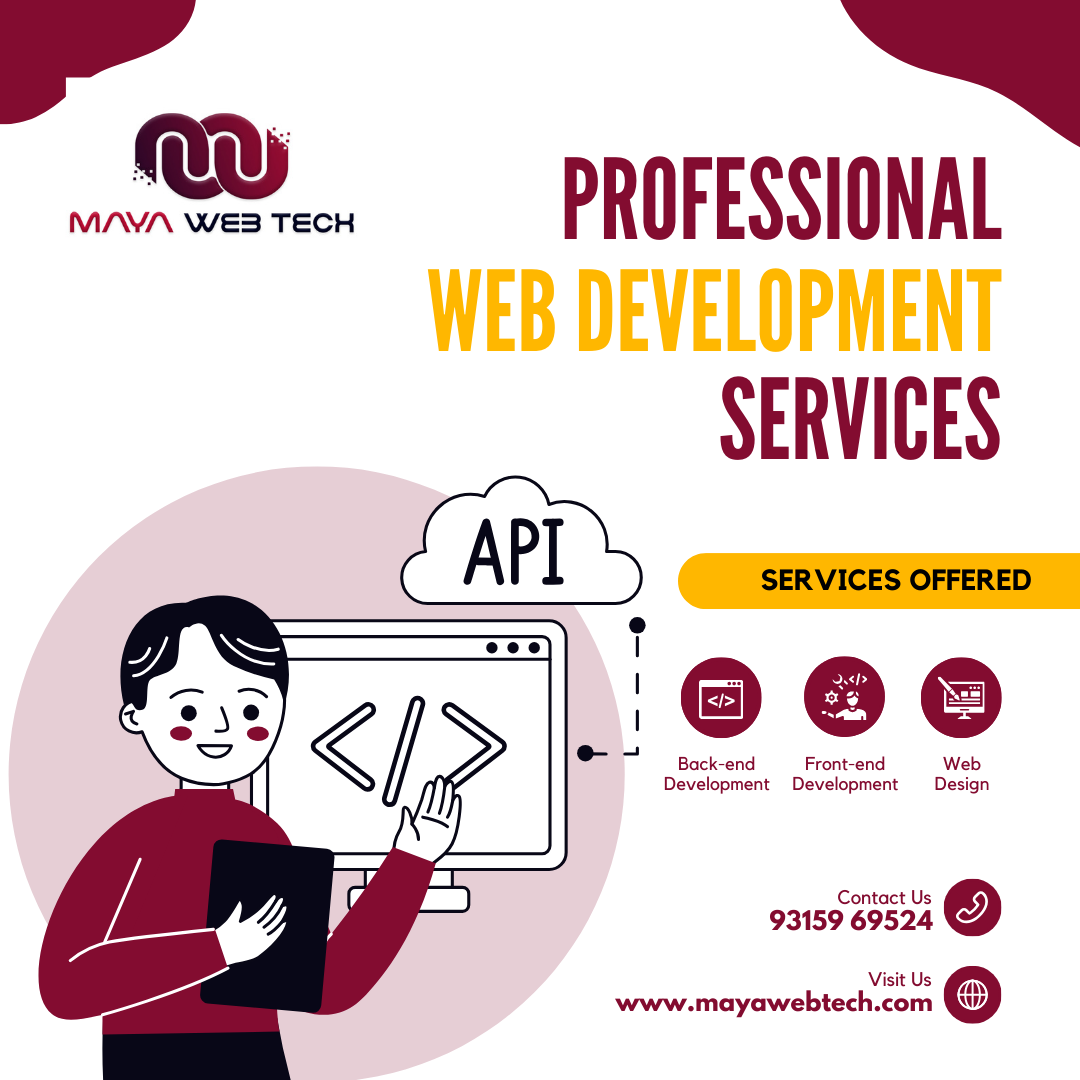 MAYA WEB TECH
PROFESSIONAL
WEB DEVELOPMENT
SERVICES
API
</>
SERVICES OFFERED
</>
</>
Back-end
Development
Front-end
Development
Web
Design
Contact Us
93159 69524
Visit Us
www.mayawebtech.com